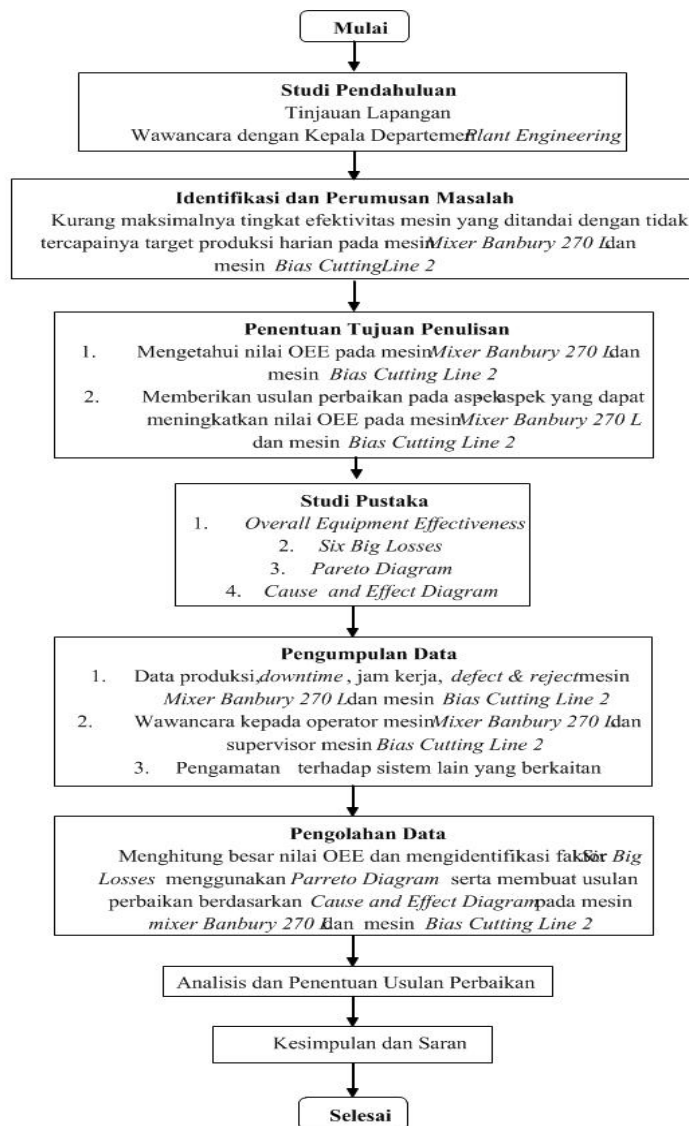 Mulai
Studi Pendahuluan
Tinjauan Lapangan
Wawancara dengan Kepala Departemen Plant Engineering
Identifikasi dan Perumusan Masalah
Kurang maksimalnya tingkat efektivitas mesin yang ditandai dengan tidak
tercapainya target produksi harian pada mesin Mixer Banbury 270 L dan
mesin Bias Cutting Line 2
Penentuan Tujuan Penulisan
1. Mengetahui nilai OEE pada mesin Mixer Banbury 270 L dan
mesin Bias Cutting Line 2
2. Memberikan usulan perbaikan pada aspek-aspek yang dapat
meningkatkan nilai OEE pada mesin Mixer Banbury 270 L
dan mesin Bias Cutting Line 2
Studi Pustaka
1. Overall Equipment Effectiveness
2. Six Big Losses
3. Pareto Diagram
4. Cause and Effect Diagram
Pengumpulan Data
1. Data produksi, downtime, jam kerja, defect & reject mesin
Mixer Banbury 270 L dan mesin Bias Cutting Line 2
2. Wawancara kepada operator mesin Mixer Banbury 270 L dan
supervisor mesin Bias Cutting Line 2
3. Pengamatan terhadap sistem lain yang berkaitan
Pengolahan Data
Menghitung besar nilai OEE dan mengidentifikasi faktor Six Big
Losses menggunakan Parreto Diagram serta membuat usulan
perbaikan berdasarkan Cause and Effect Diagram pada mesin
mixer Banbury 270 L dan mesin Bias Cutting Line 2
Analisis dan Penentuan Usulan Perbaikan
Kesimpulan dan Saran
Selesai